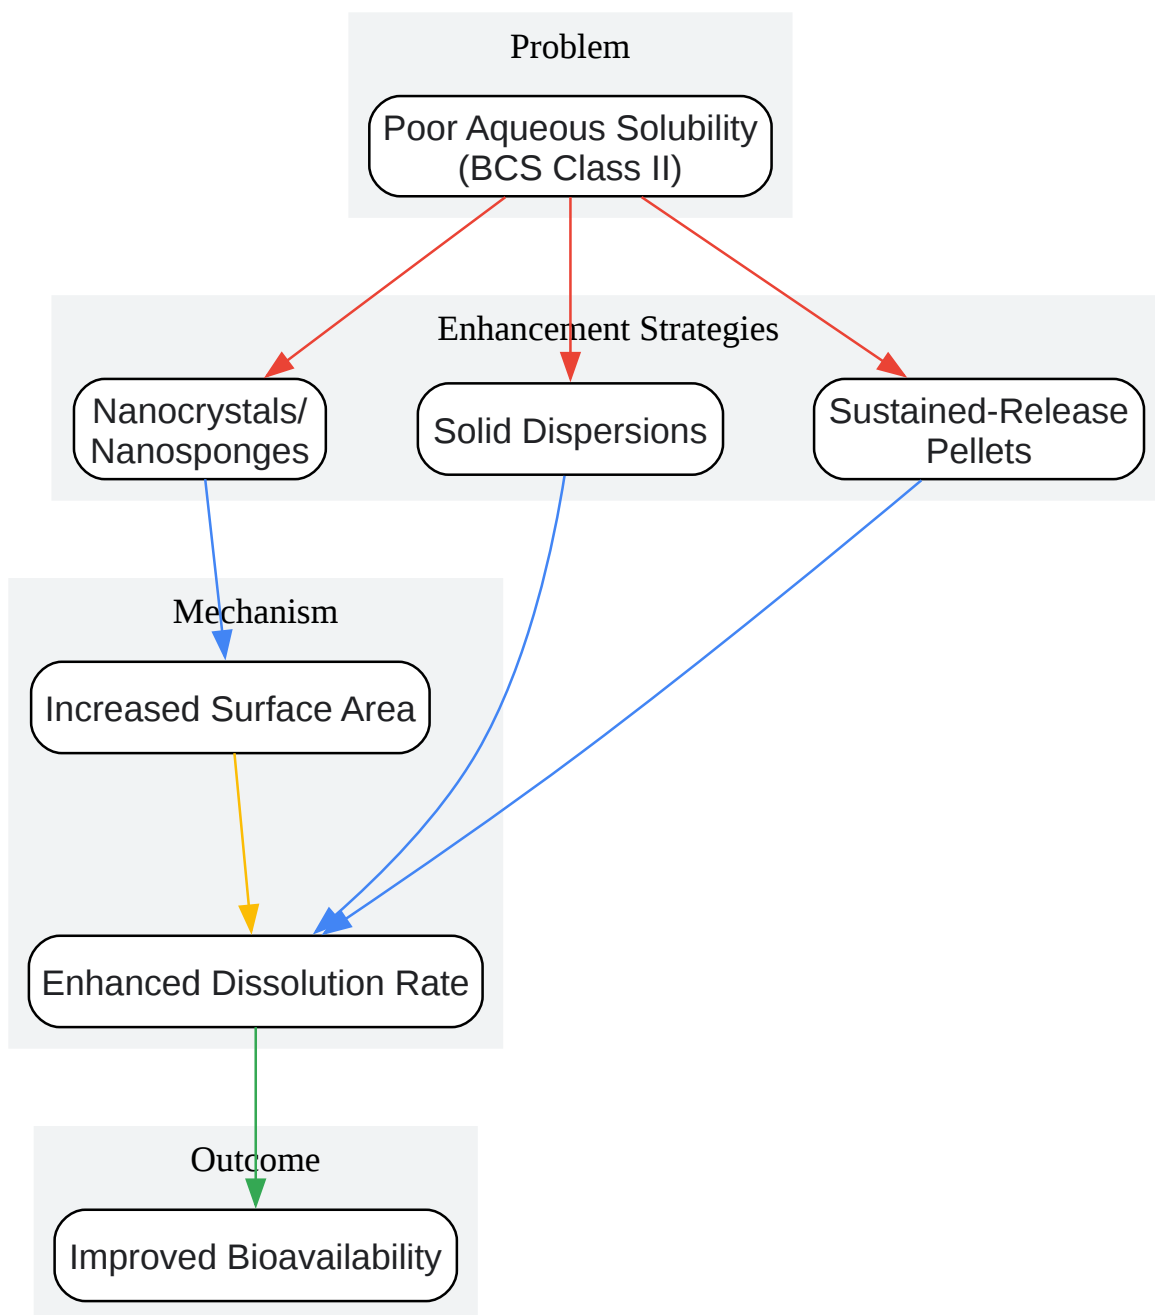 Problem
Poor Aqueous Solubility
(BCS Class II)
Enhancement Strategies
Nanocrystals/
Nanosponges
Solid Dispersions
Sustained-Release
Pellets
Mechanism
Increased Surface Area
Enhanced Dissolution Rate
Outcome
Improved Bioavailability